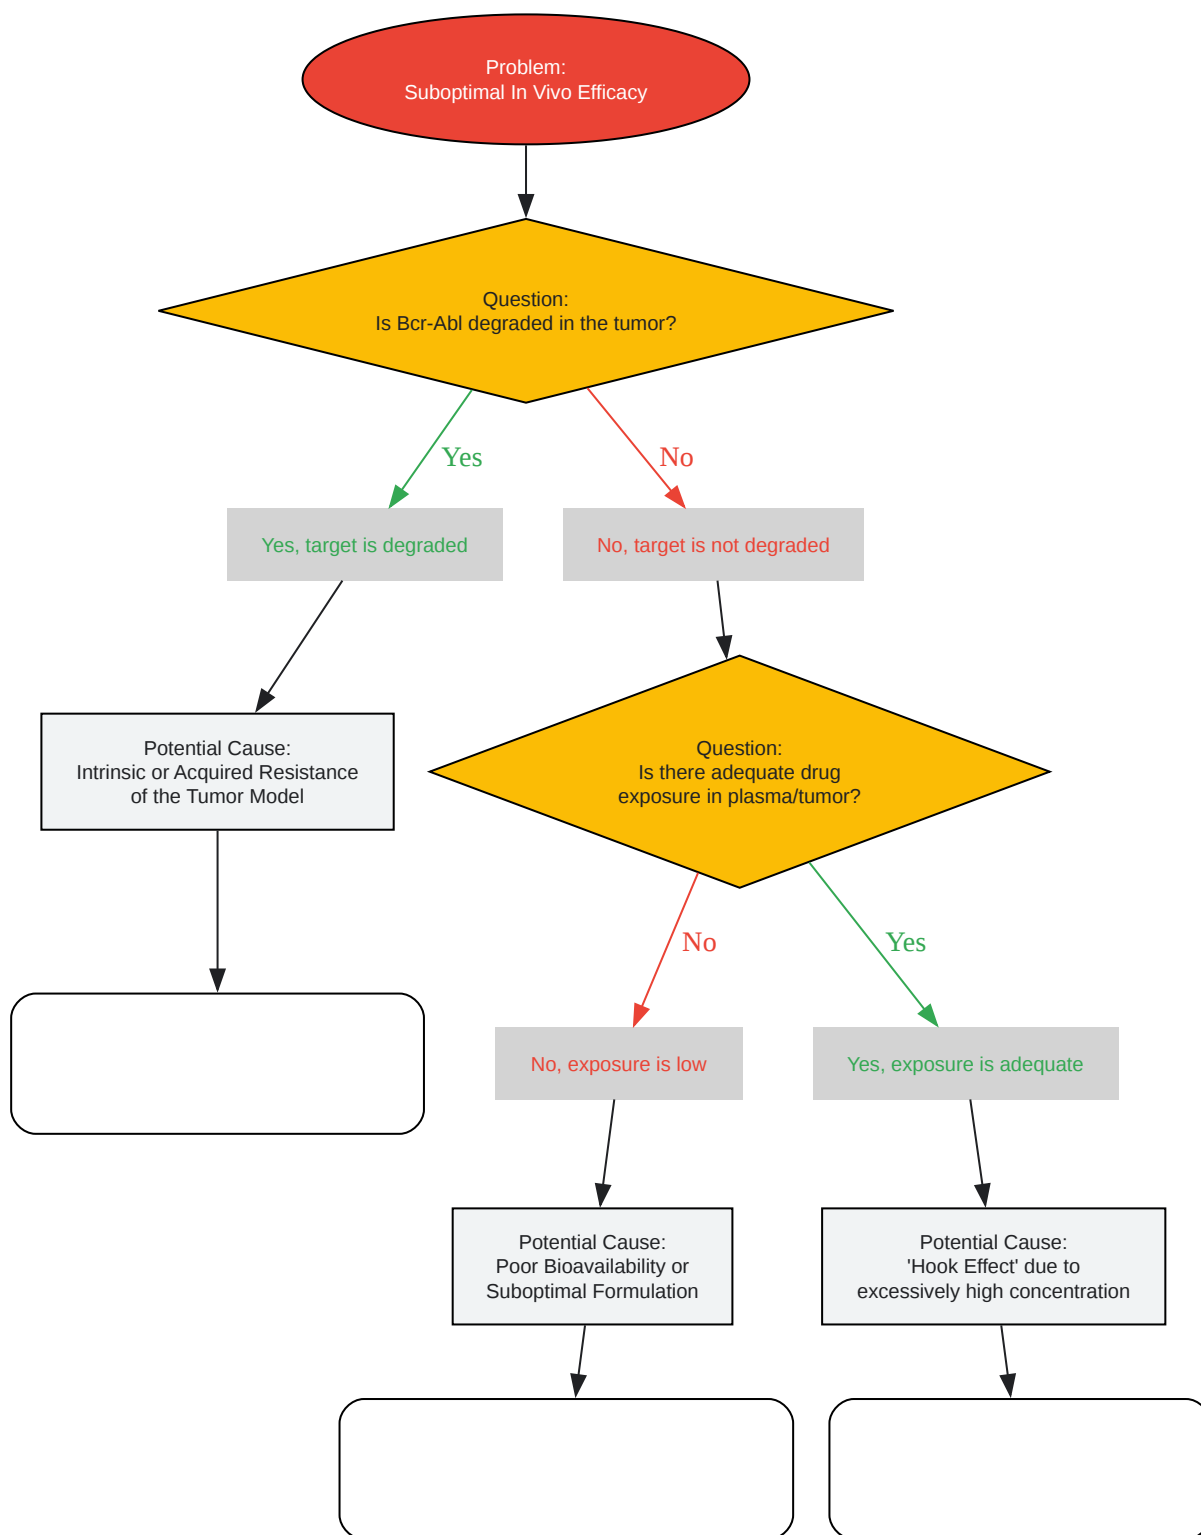 Problem:
Suboptimal In Vivo Efficacy
Question:
Is Bcr-Abl degraded in the tumor?
Yes
No
Yes, target is degraded
No, target is not degraded
Potential Cause:
Intrinsic or Acquired Resistance
of the Tumor Model
Question:
Is there adequate drug
exposure in plasma/tumor?
No
Yes
No, exposure is low
Yes, exposure is adequate
Potential Cause:
Poor Bioavailability or
Suboptimal Formulation
Potential Cause:
'Hook Effect' due to
excessively high concentration